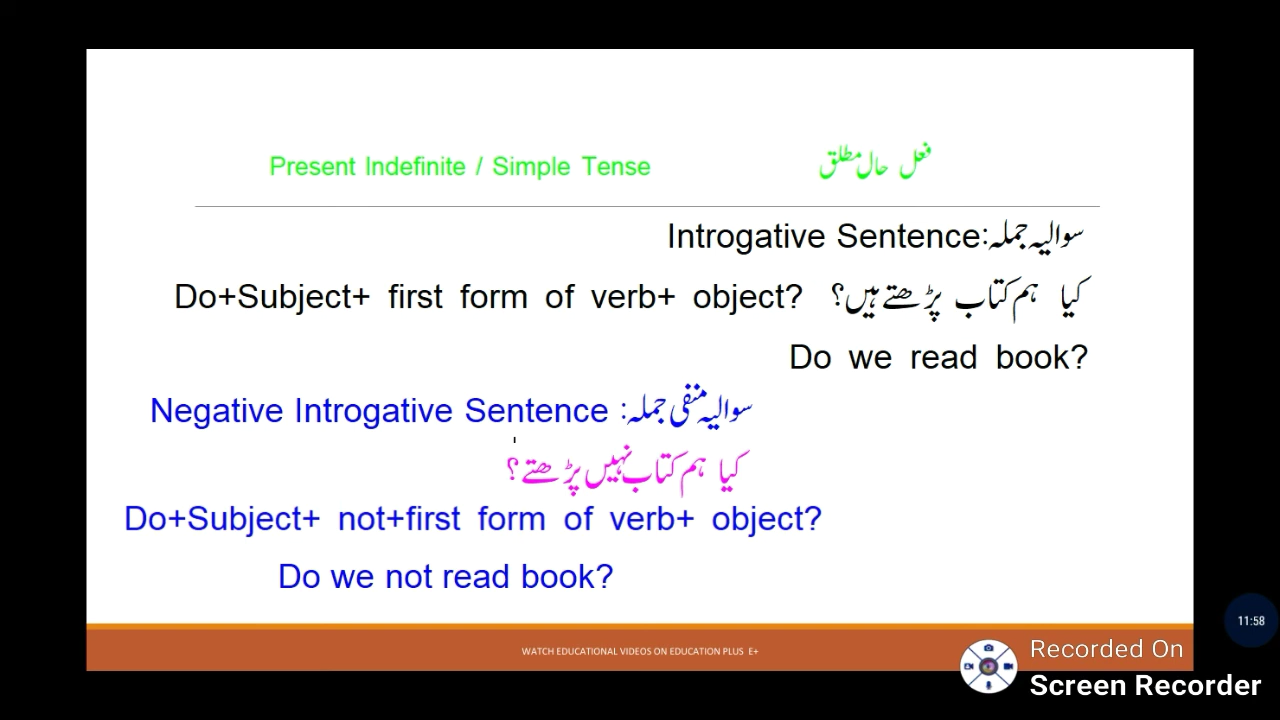 Present Indefinite / Simple Tense فعل حال مطلق
Introgative Sentence:سوالیہ جملہ
Do+Subject+ first form of verb+ object? کیا ہم کتاب پڑھتے ہیں؟
Do we read book?
Negative Introgative Sentence :سوالیہ منفی جملہ
کیا ہم کتاب نہیں پڑھتے؟
Do+Subject+ not+first form of verb+ object?
Do we not read book?
WATCH EDUCATIONAL VIDEOS ON EDUCATION PLUS E+
11:58
Recorded On
Screen Recorder